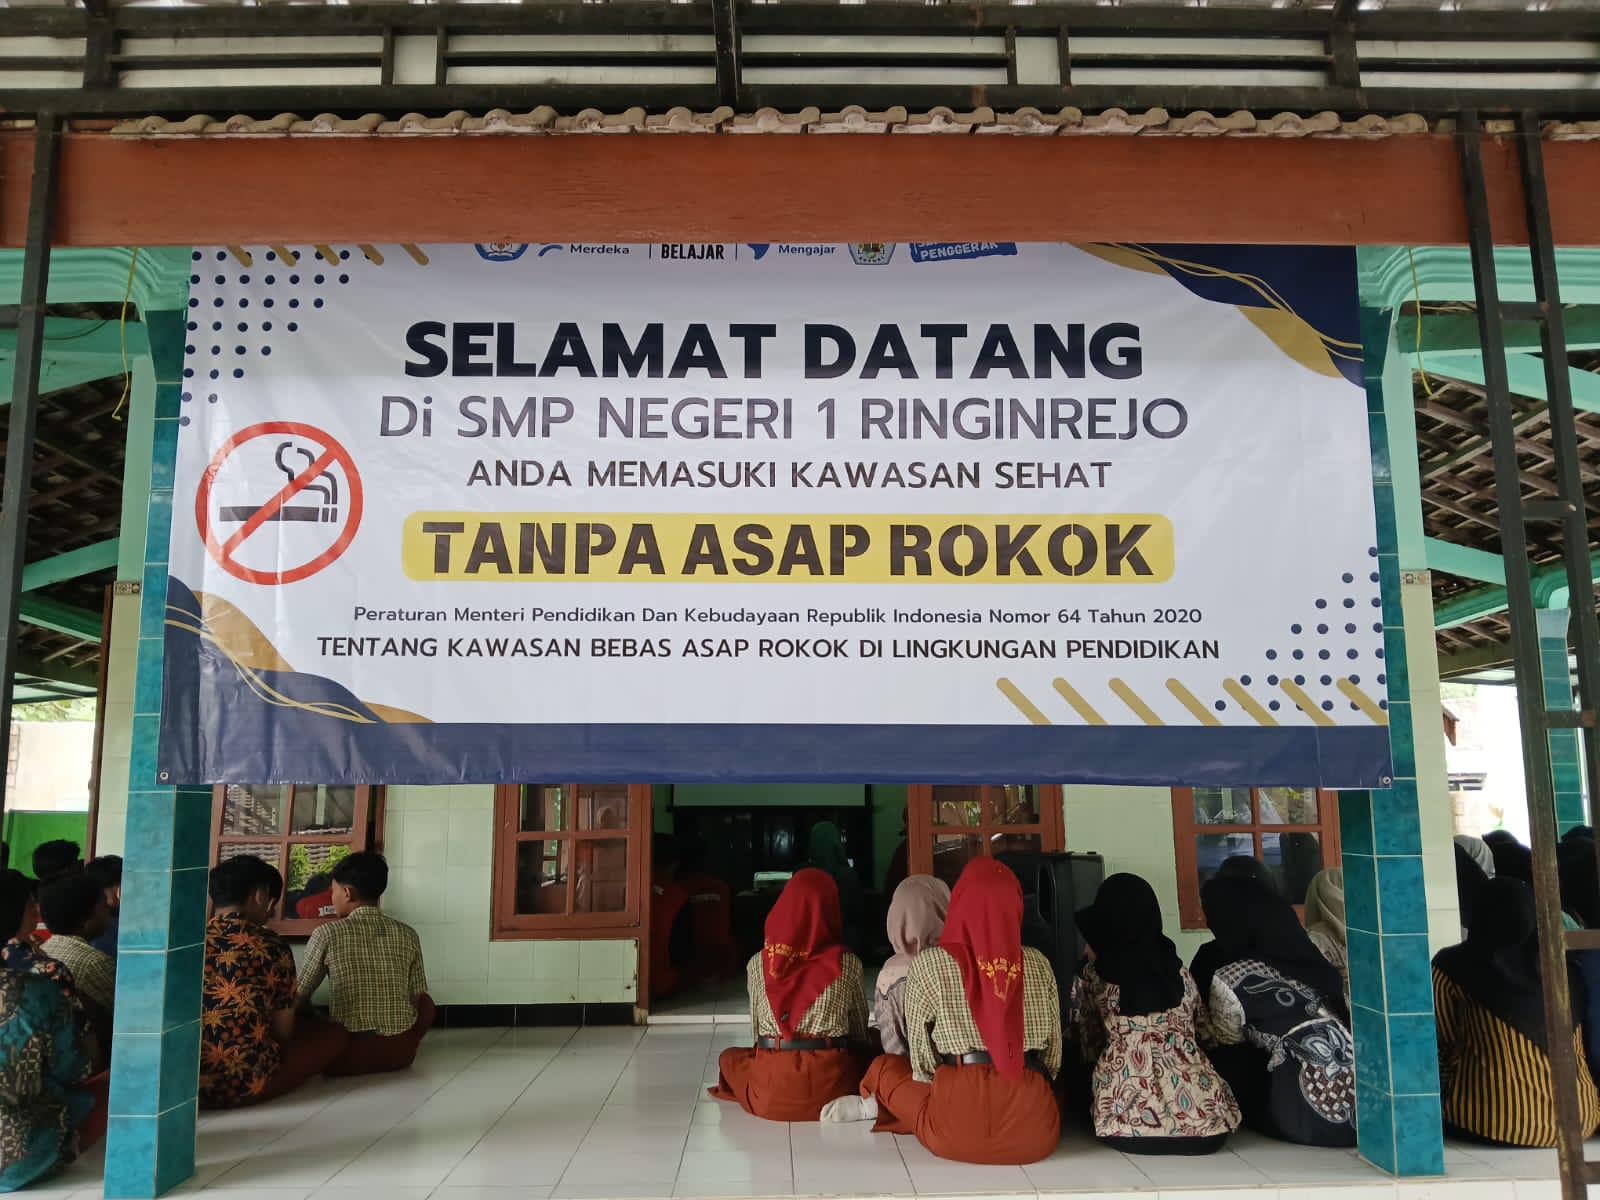 Merdeka BELAJAR Mengajar PENGGERAK
SELAMAT DATANG
Di SMP NEGERI 1 RINGINREJO
ANDA MEMASUKI KAWASAN SEHAT
TANPA ASAP ROKOK
Peraturan Menteri Pendidikan Dan Kebudayaan Republik Indonesia Nomor 64 Tahun 2020
TENTANG KAWASAN BEBAS ASAP ROKOK DI LINGKUNGAN PENDIDIKAN